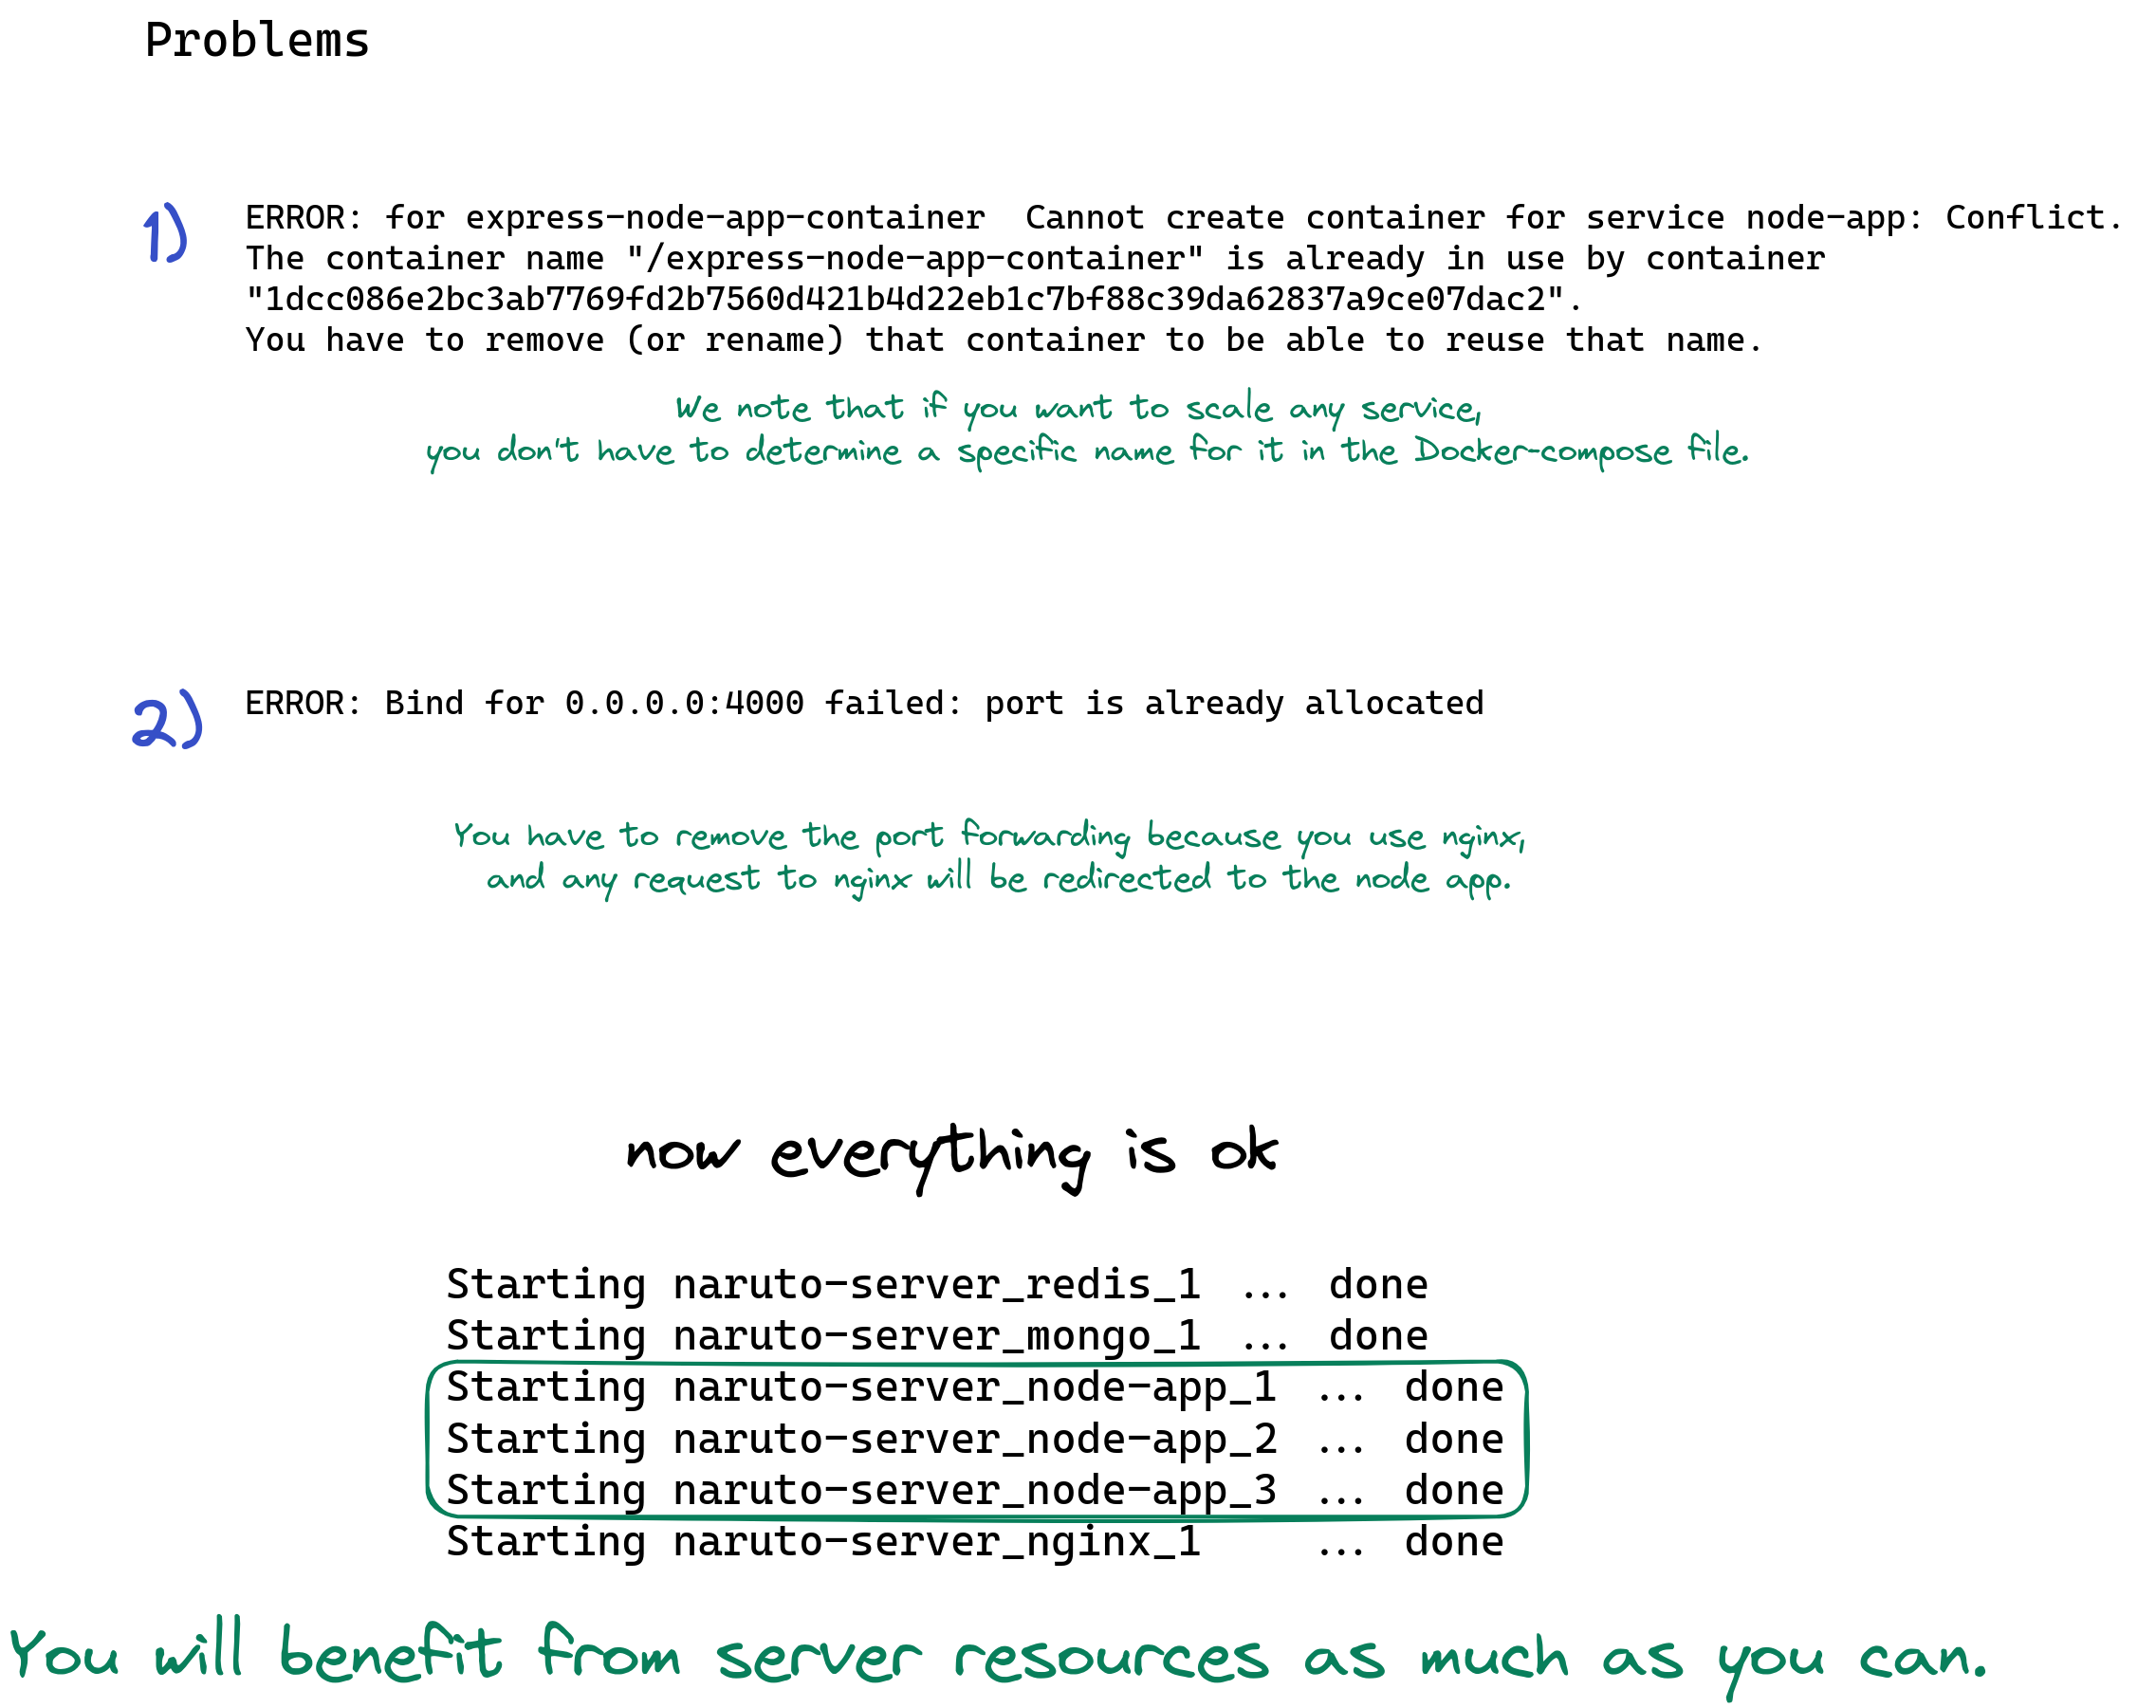 Problems
1)
ERROR: for express-node-app-container  Cannot create container for service node-app: Conflict.
The container name "/express-node-app-container" is already in use by container
"1dcc086e2bc3ab7769fd2b7560d421b4d22eb1c7bf88c39da62837a9ce07dac2".
You have to remove (or rename) that container to be able to reuse that name.
We note that if you want to scale any service,
you don't have to determine a specific name for it in the Docker-compose file.
2)
ERROR: Bind for 0.0.0.0:4000 failed: port is already allocated
You have to remove the port forwarding because you use nginx,
and any request to nginx will be redirected to the node app.
now everything is ok
Starting naruto-server_redis_1 ... done
Starting naruto-server_mongo_1 ... done
Starting naruto-server_node-app_1 ... done
Starting naruto-server_node-app_2 ... done
Starting naruto-server_node-app_3 ... done
Starting naruto-server_nginx_1    ... done
You will benefit from server resources as much as you can.